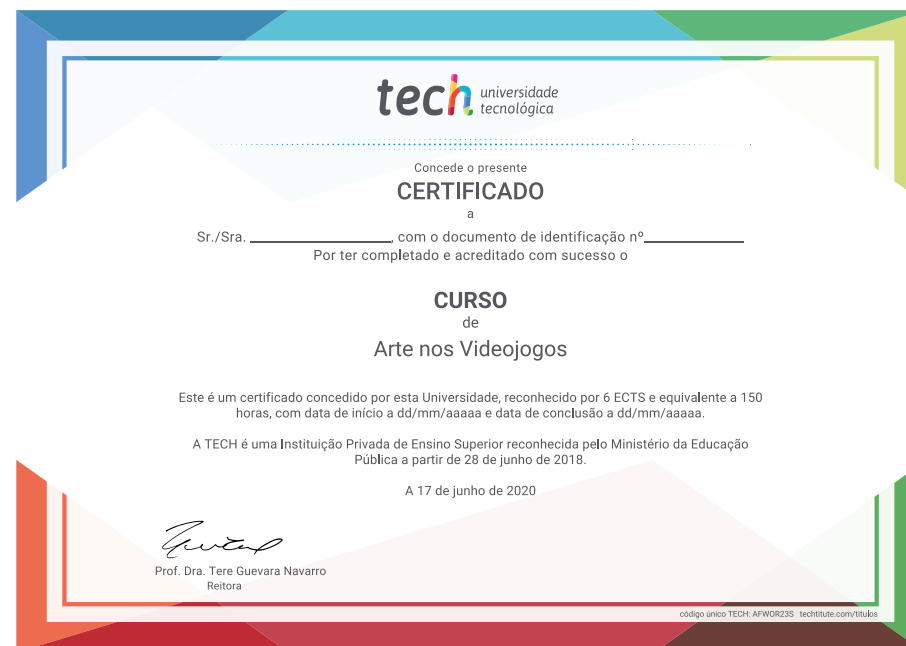 tech universidade
tecnológica
Concede o presente
CERTIFICADO
a
Sr./Sra. ____________________, com o documento de identificação nº______________
Por ter completado e acreditado com sucesso o
CURSO
de
Arte nos Videojogos
Este é um certificado concedido por esta Universidade, reconhecido por 6 ECTS e equivalente a 150
horas, com data de início a dd/mm/aaaaa e data de conclusão a dd/mm/aaaaa.
A TECH é uma Instituição Privada de Ensino Superior reconhecida pelo Ministério da Educação
Pública a partir de 28 de junho de 2018.
A 17 de junho de 2020
Prof. Dra. Tere Guevara Navarro
Reitora
código único TECH: AFWOR23S techtitute.com/titulos